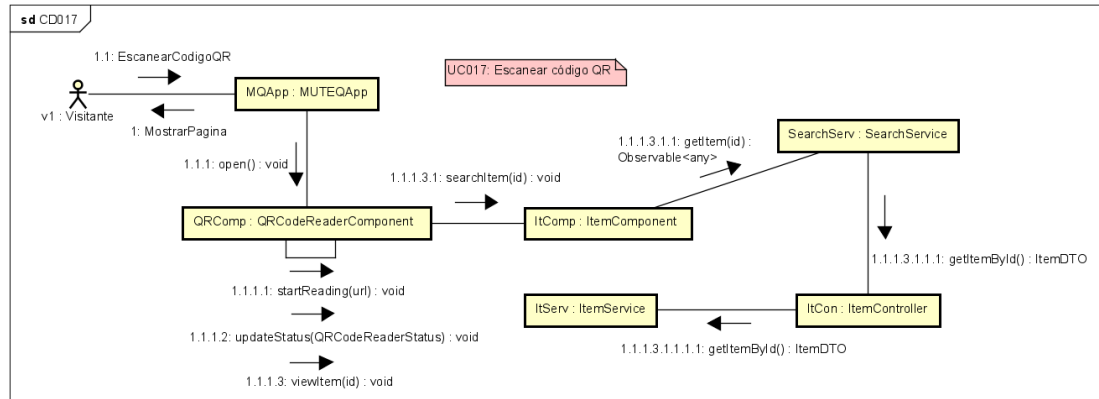 sd CD017
1.1: EscanearCodigoQR
UC017: Escanear código QR
MQApp : MUTEQApp
v1 : Visitante
1: MostrarPagina
1.1.1.3.1.1: getItem(id) :
Observable<any>
SearchServ : SearchService
1.1.1: open() : void
1.1.1.3.1: searchItem(id) : void
QRComp : QRCodeReaderComponent
ItComp : ItemComponent
1.1.1.3.1.1.1: getItemById() : ItemDTO
1.1.1.1: startReading(url) : void
ItServ : ItemService
ItCon : ItemController
1.1.1.2: updateStatus(QRCodeReaderStatus) : void
1.1.1.3.1.1.1.1: getItemById() : ItemDTO
1.1.1.3: viewItem(id) : void